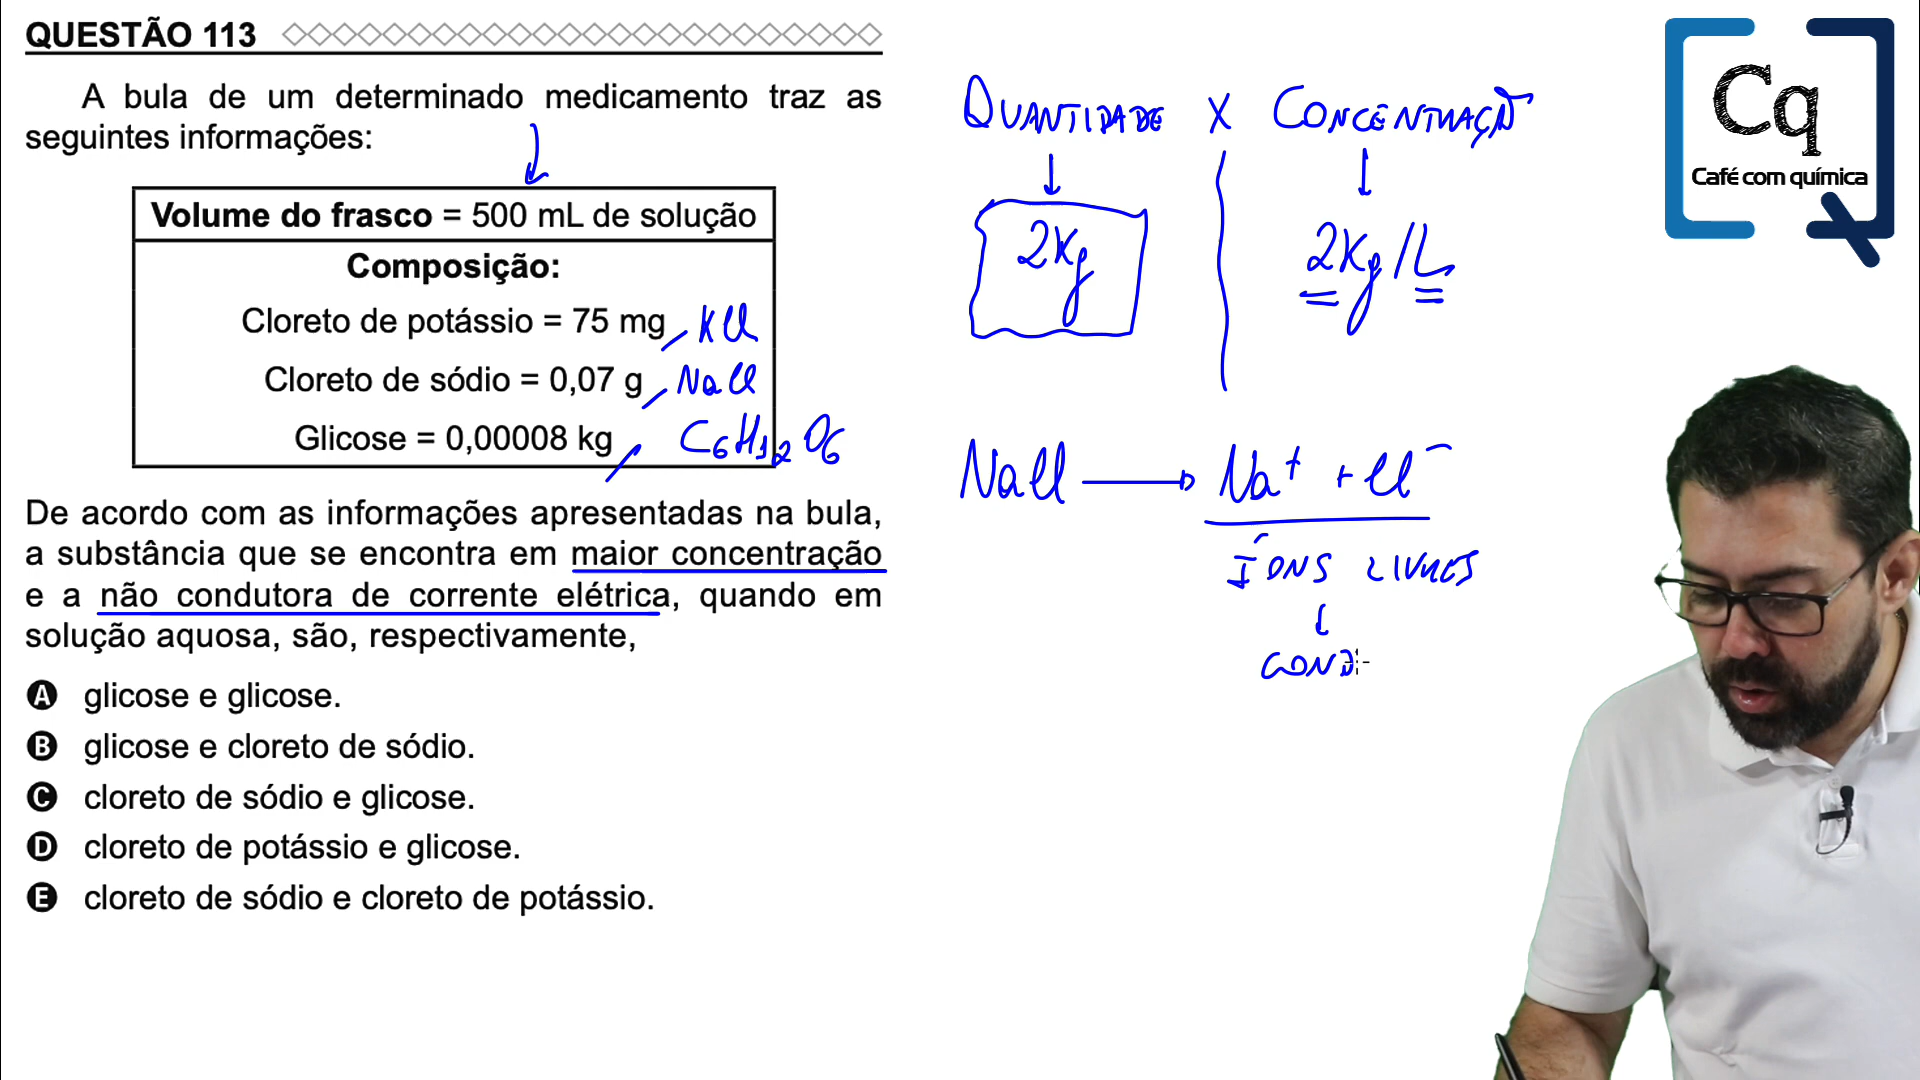 QUESTÃO 113
A bula de um determinado medicamento traz as
seguintes informações:
Volume do frasco = 500 mL de solução
Composição:
Cloreto de potássio = 75 mg KCl
Cloreto de sódio = 0,07 g NaCl
Glicose = 0,00008 kg C6H12O6
De acordo com as informações apresentadas na bula,
a substância que se encontra em maior concentração
e a não condutora de corrente elétrica, quando em
solução aquosa, são, respectivamente,
A glicose e glicose.
B glicose e cloreto de sódio.
C cloreto de sódio e glicose.
D cloreto de potássio e glicose.
E cloreto de sódio e cloreto de potássio.
QUANTIDADE X CONCENTRAÇÃO
2Kg 2Kg/L
NaCl → Na+ + Cl-
ÍONS LIVRES
COND
Cq
Café com química